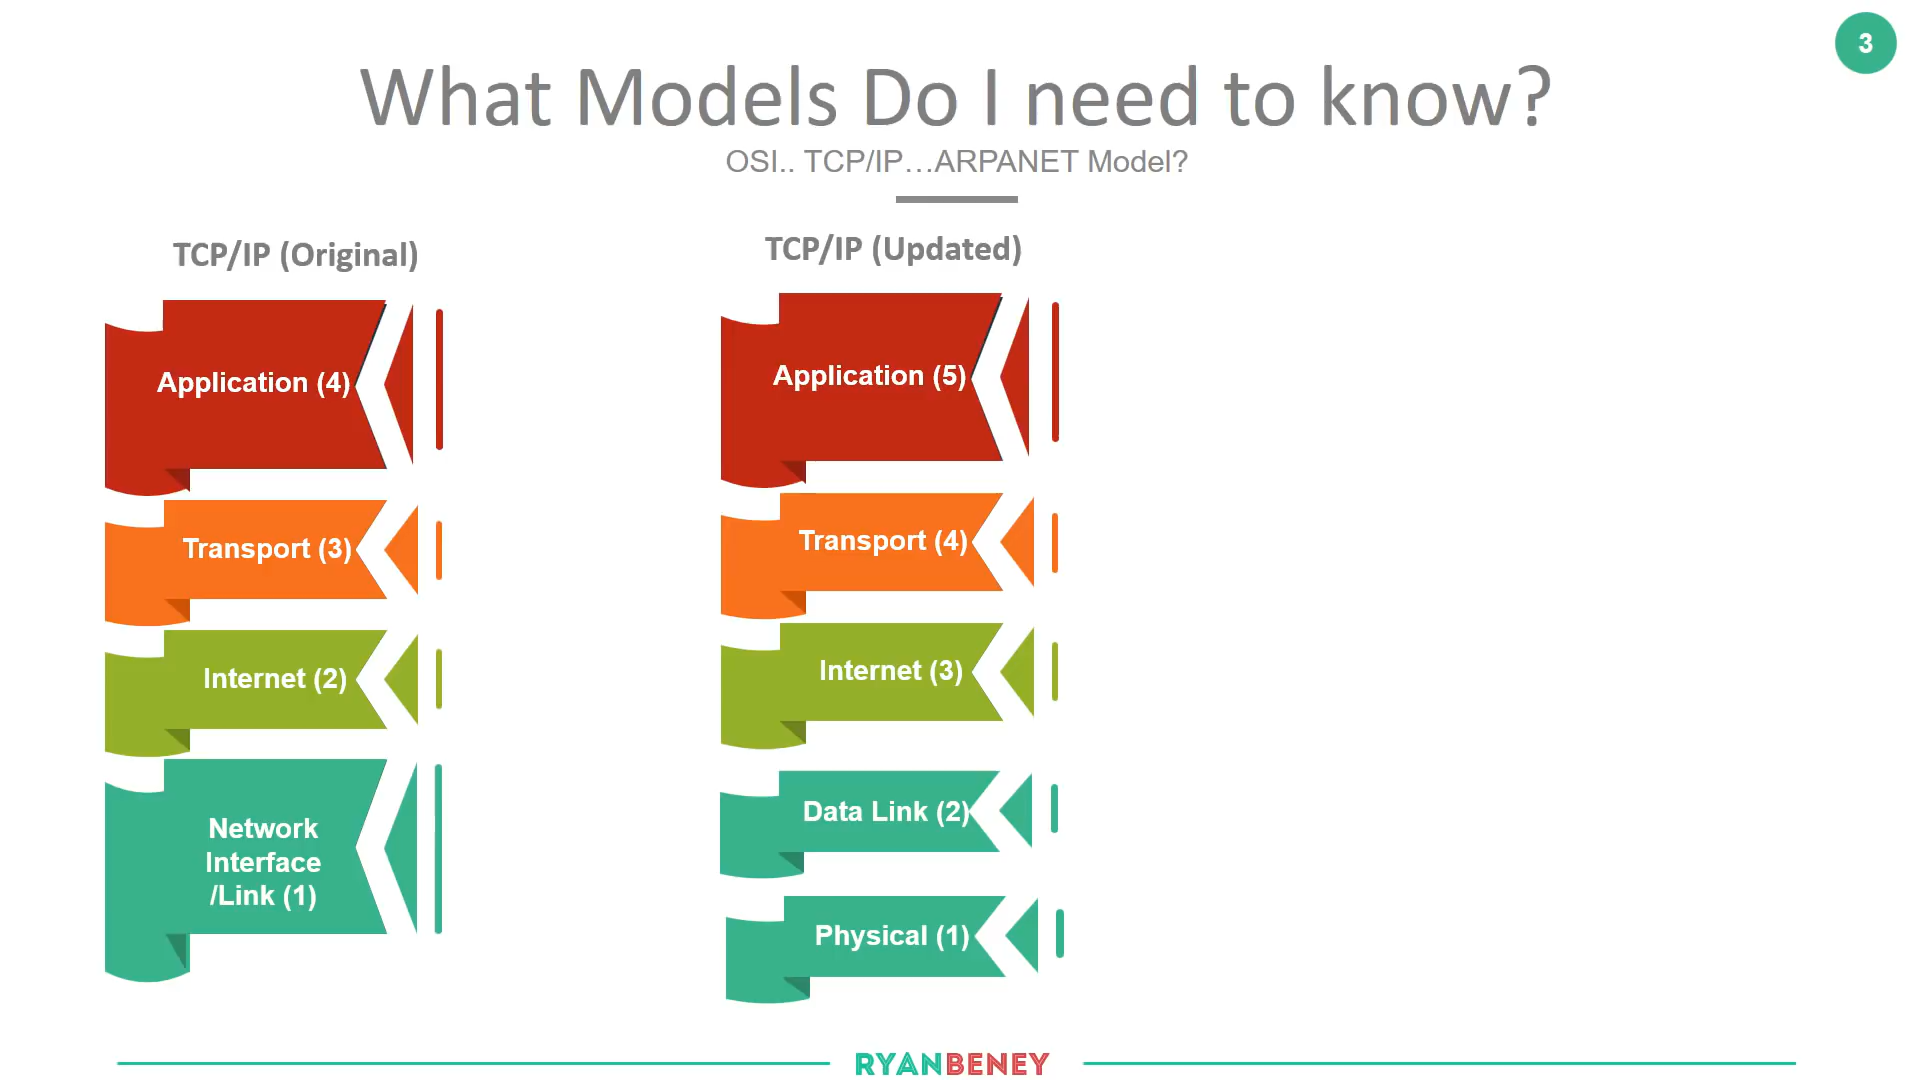 3
What Models Do I need to know?
OSI.. TCP/IP...ARPANET Model?
TCP/IP (Original)
Application (4)
Transport (3)
Internet (2)
Network
Interface
/Link (1)
TCP/IP (Updated)
Application (5)
Transport (4)
Internet (3)
Data Link (2)
Physical (1)
RYANBENEY